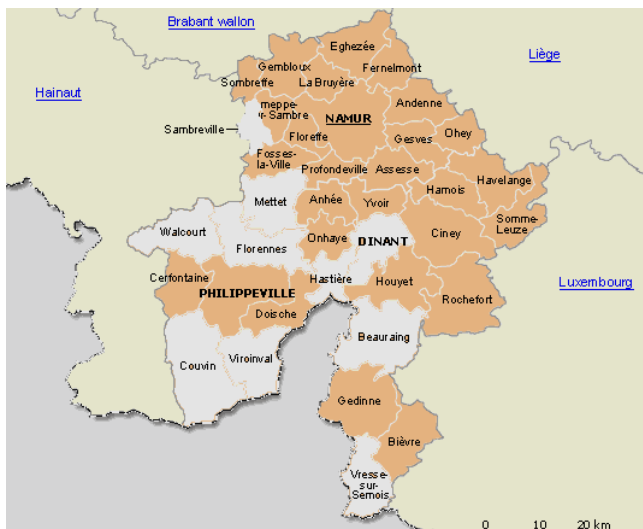 Brabant wallon
Eghezée
Liège
Gembloux
Fernelmont
Sombreffe
La Bruyère
Hainaut
Andenne
meppe-
ur-Sambre
NAMUR
Sambreville
Floreffe
Ohey
Gesves
Fosses-
la-Ville
Profondeville
Assesse
Hamois
Havelange
Mettet
Anhée
Yvoir
Somme-
Leuze
Walcourt
Onhaye
DINANT
Ciney
Florennes
Cerfontaine
Hastière
Houyet
Luxembourg
PHILIPPEVILLE
Rochefort
Doische
Beauraing
Viroinval
Couvin
Gedinne
Bièvre
Vresse-
sur-
Semois
0 10 20 km